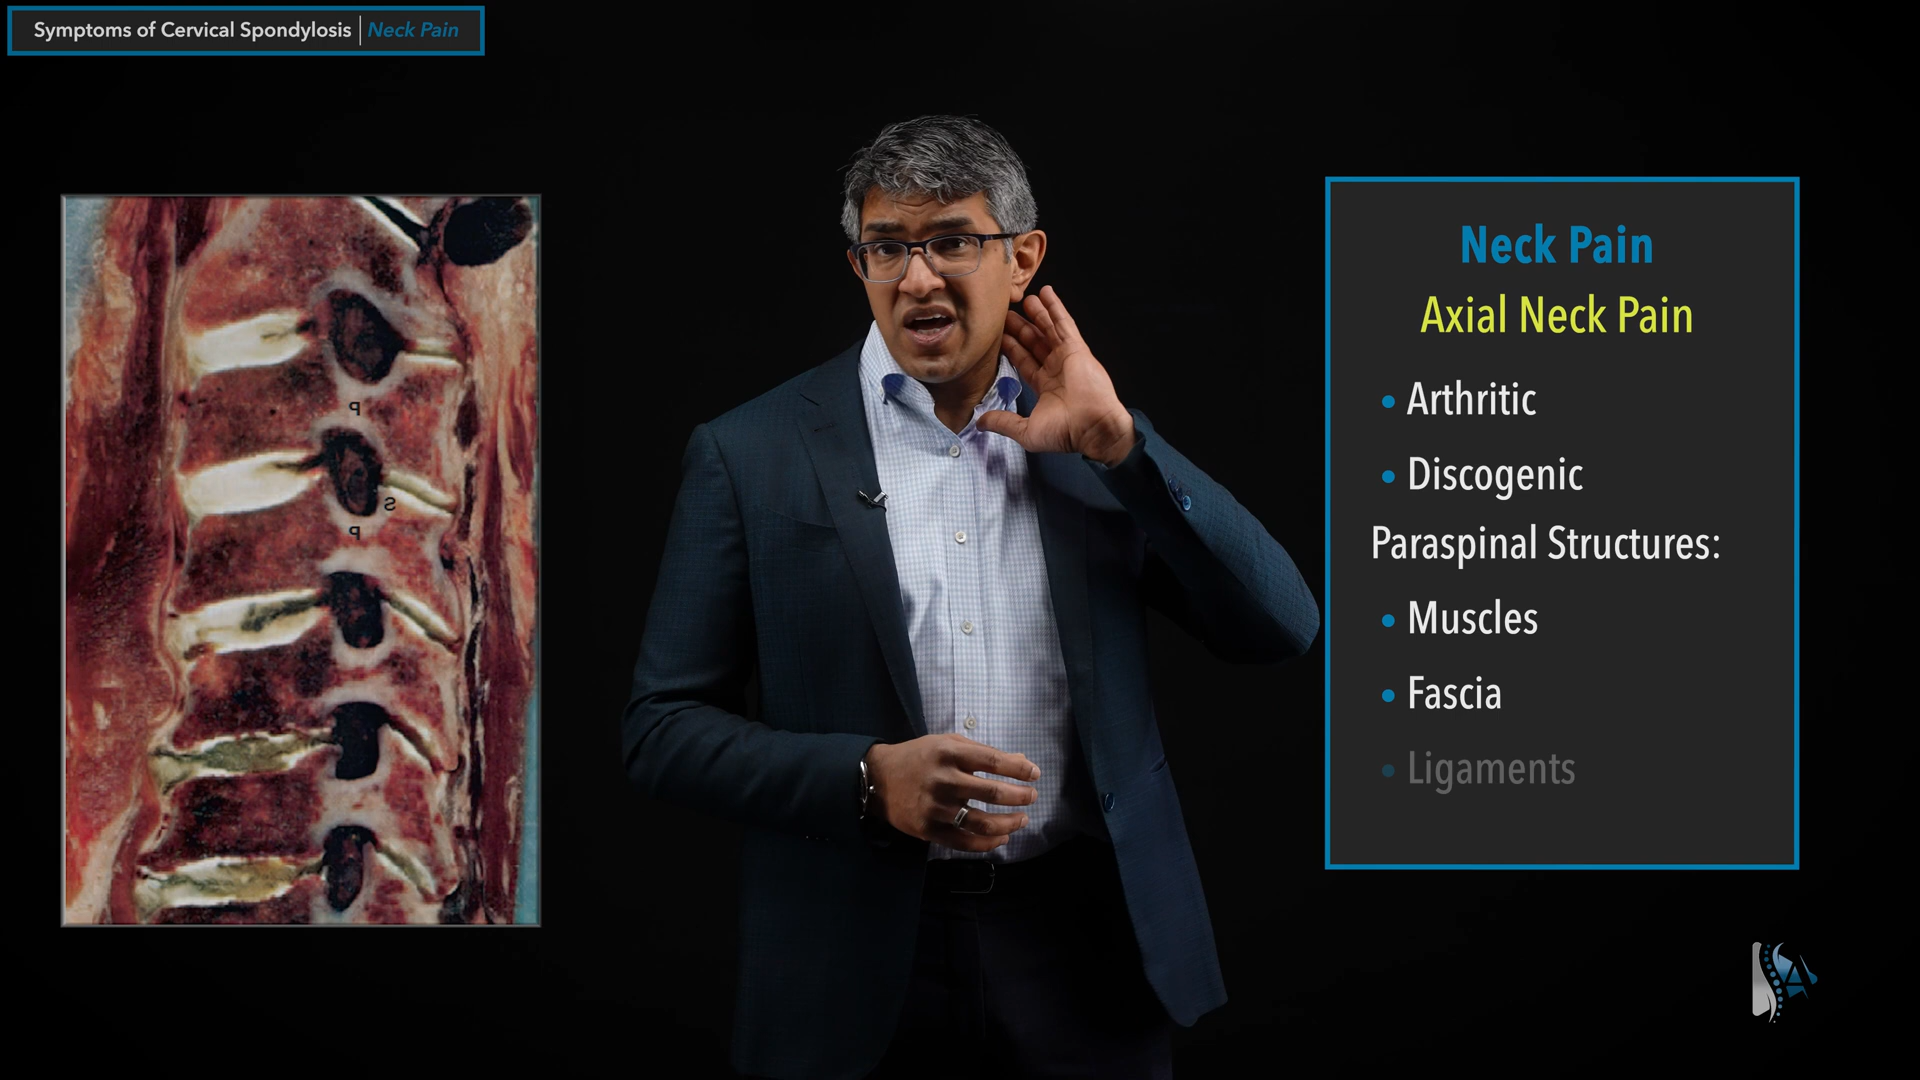 Symptoms of Cervical Spondylosis | Neck Pain
P
S
P
Neck Pain
Axial Neck Pain
• Arthritic
• Discogenic
Paraspinal Structures:
• Muscles
• Fascia
• Ligaments